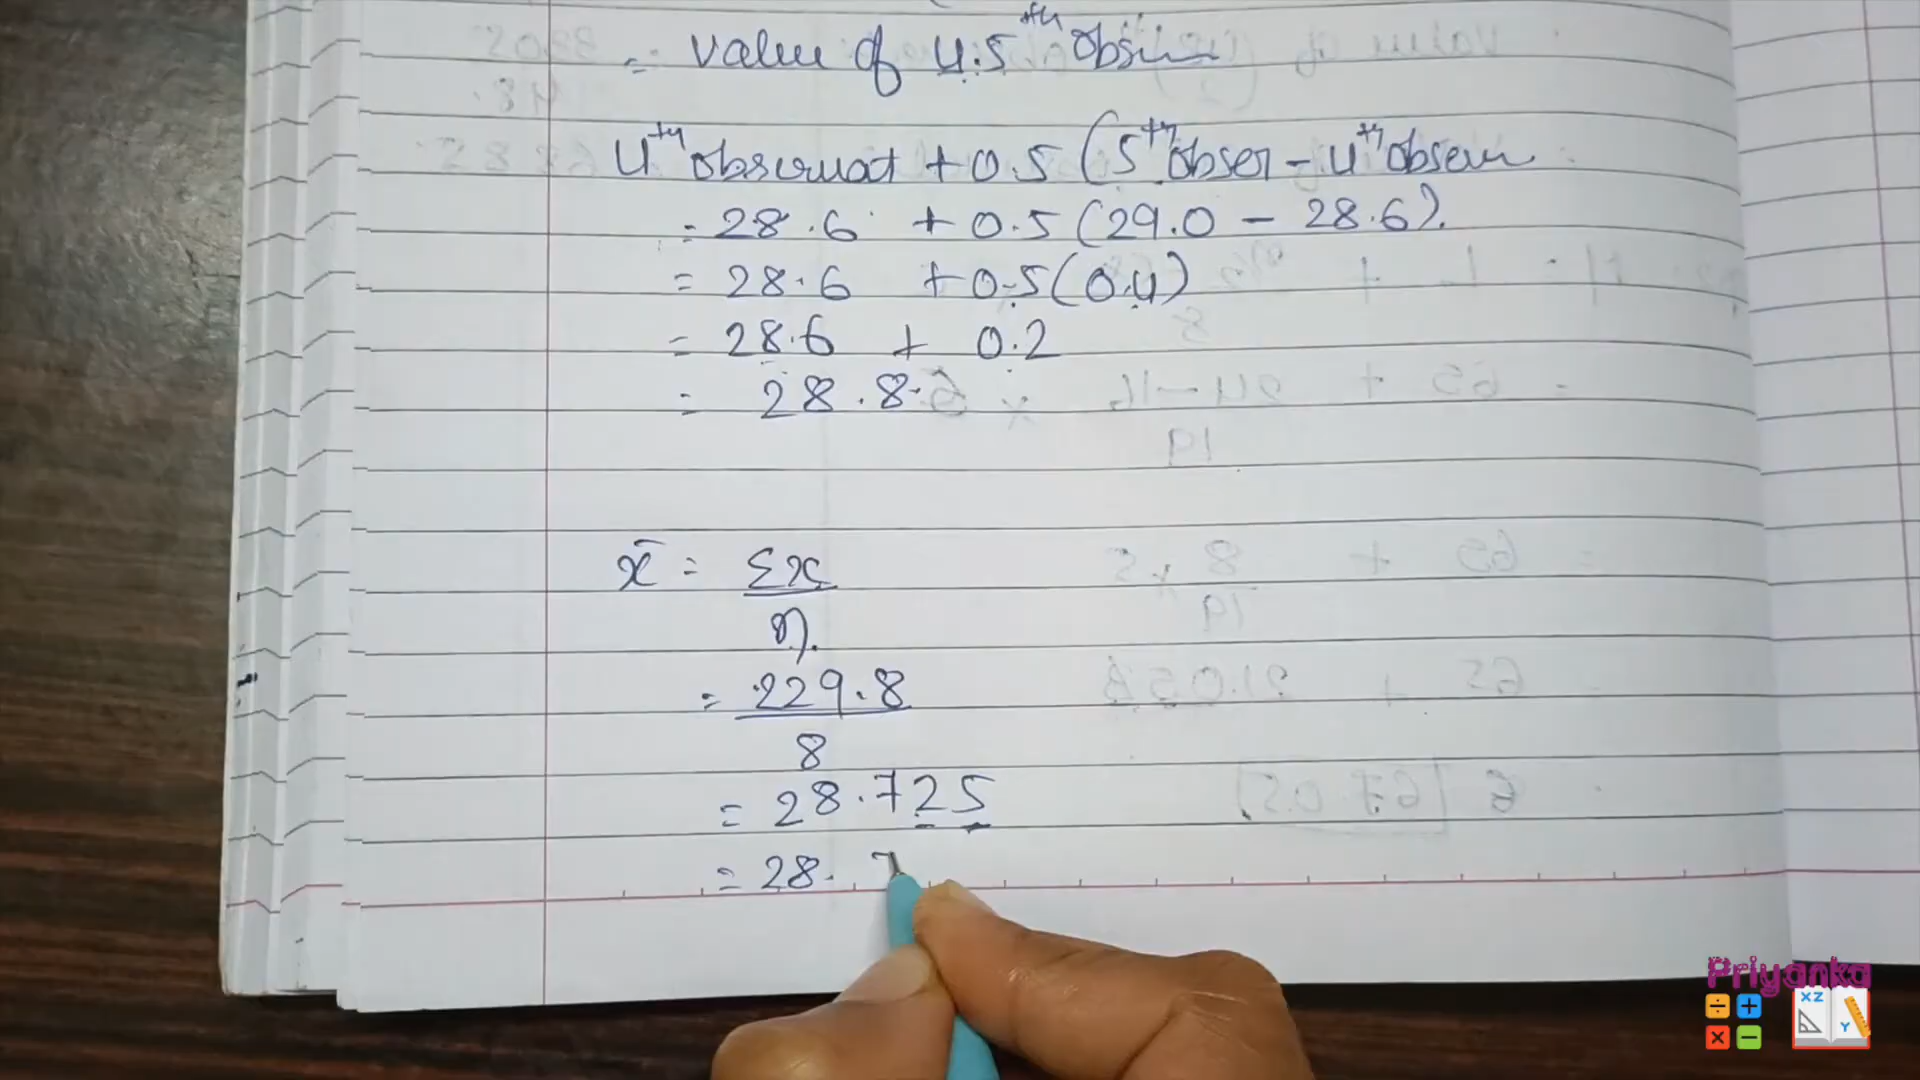 = value of 4.5th obser
4th observat + 0.5 (5th obser - 4th observ
= 28.6 + 0.5 (29.0 - 28.6).
= 28.6 + 0.5 (0.4)
= 28.6 + 0.2
= 28.8
x̄ = Σx
n.
= 229.8
8
= 28.725
= 28. 7
Priyanka
XZ
Y